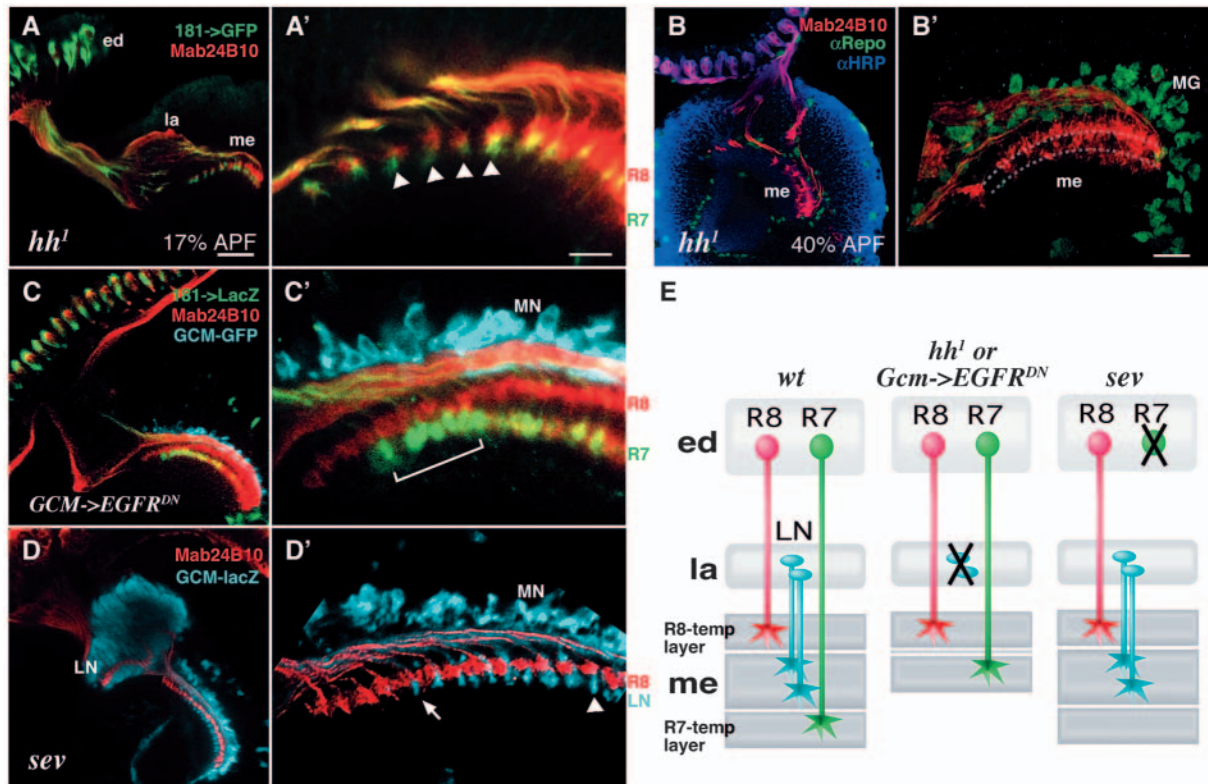 A
181->GFP
Mab24B10
ed
la
me
hh¹
17% APF
A'
R8
R7
B
Mab24B10
αRepo
αHRP
me
hh¹
40% APF
B'
MG
me
C
181->LacZ
Mab24B10
GCM-GFP
GCM->EGFRᴰᴺ
C'
MN
R8
R7
D
Mab24B10
GCM-lacZ
LN
sev
D'
MN
R8
LN
E
wt
hh¹ or
Gcm->EGFRᴰᴺ
sev
ed
R8 R7
R8 R7
R8 R7
LN
la
R8-temp
layer
me
R7-temp
layer